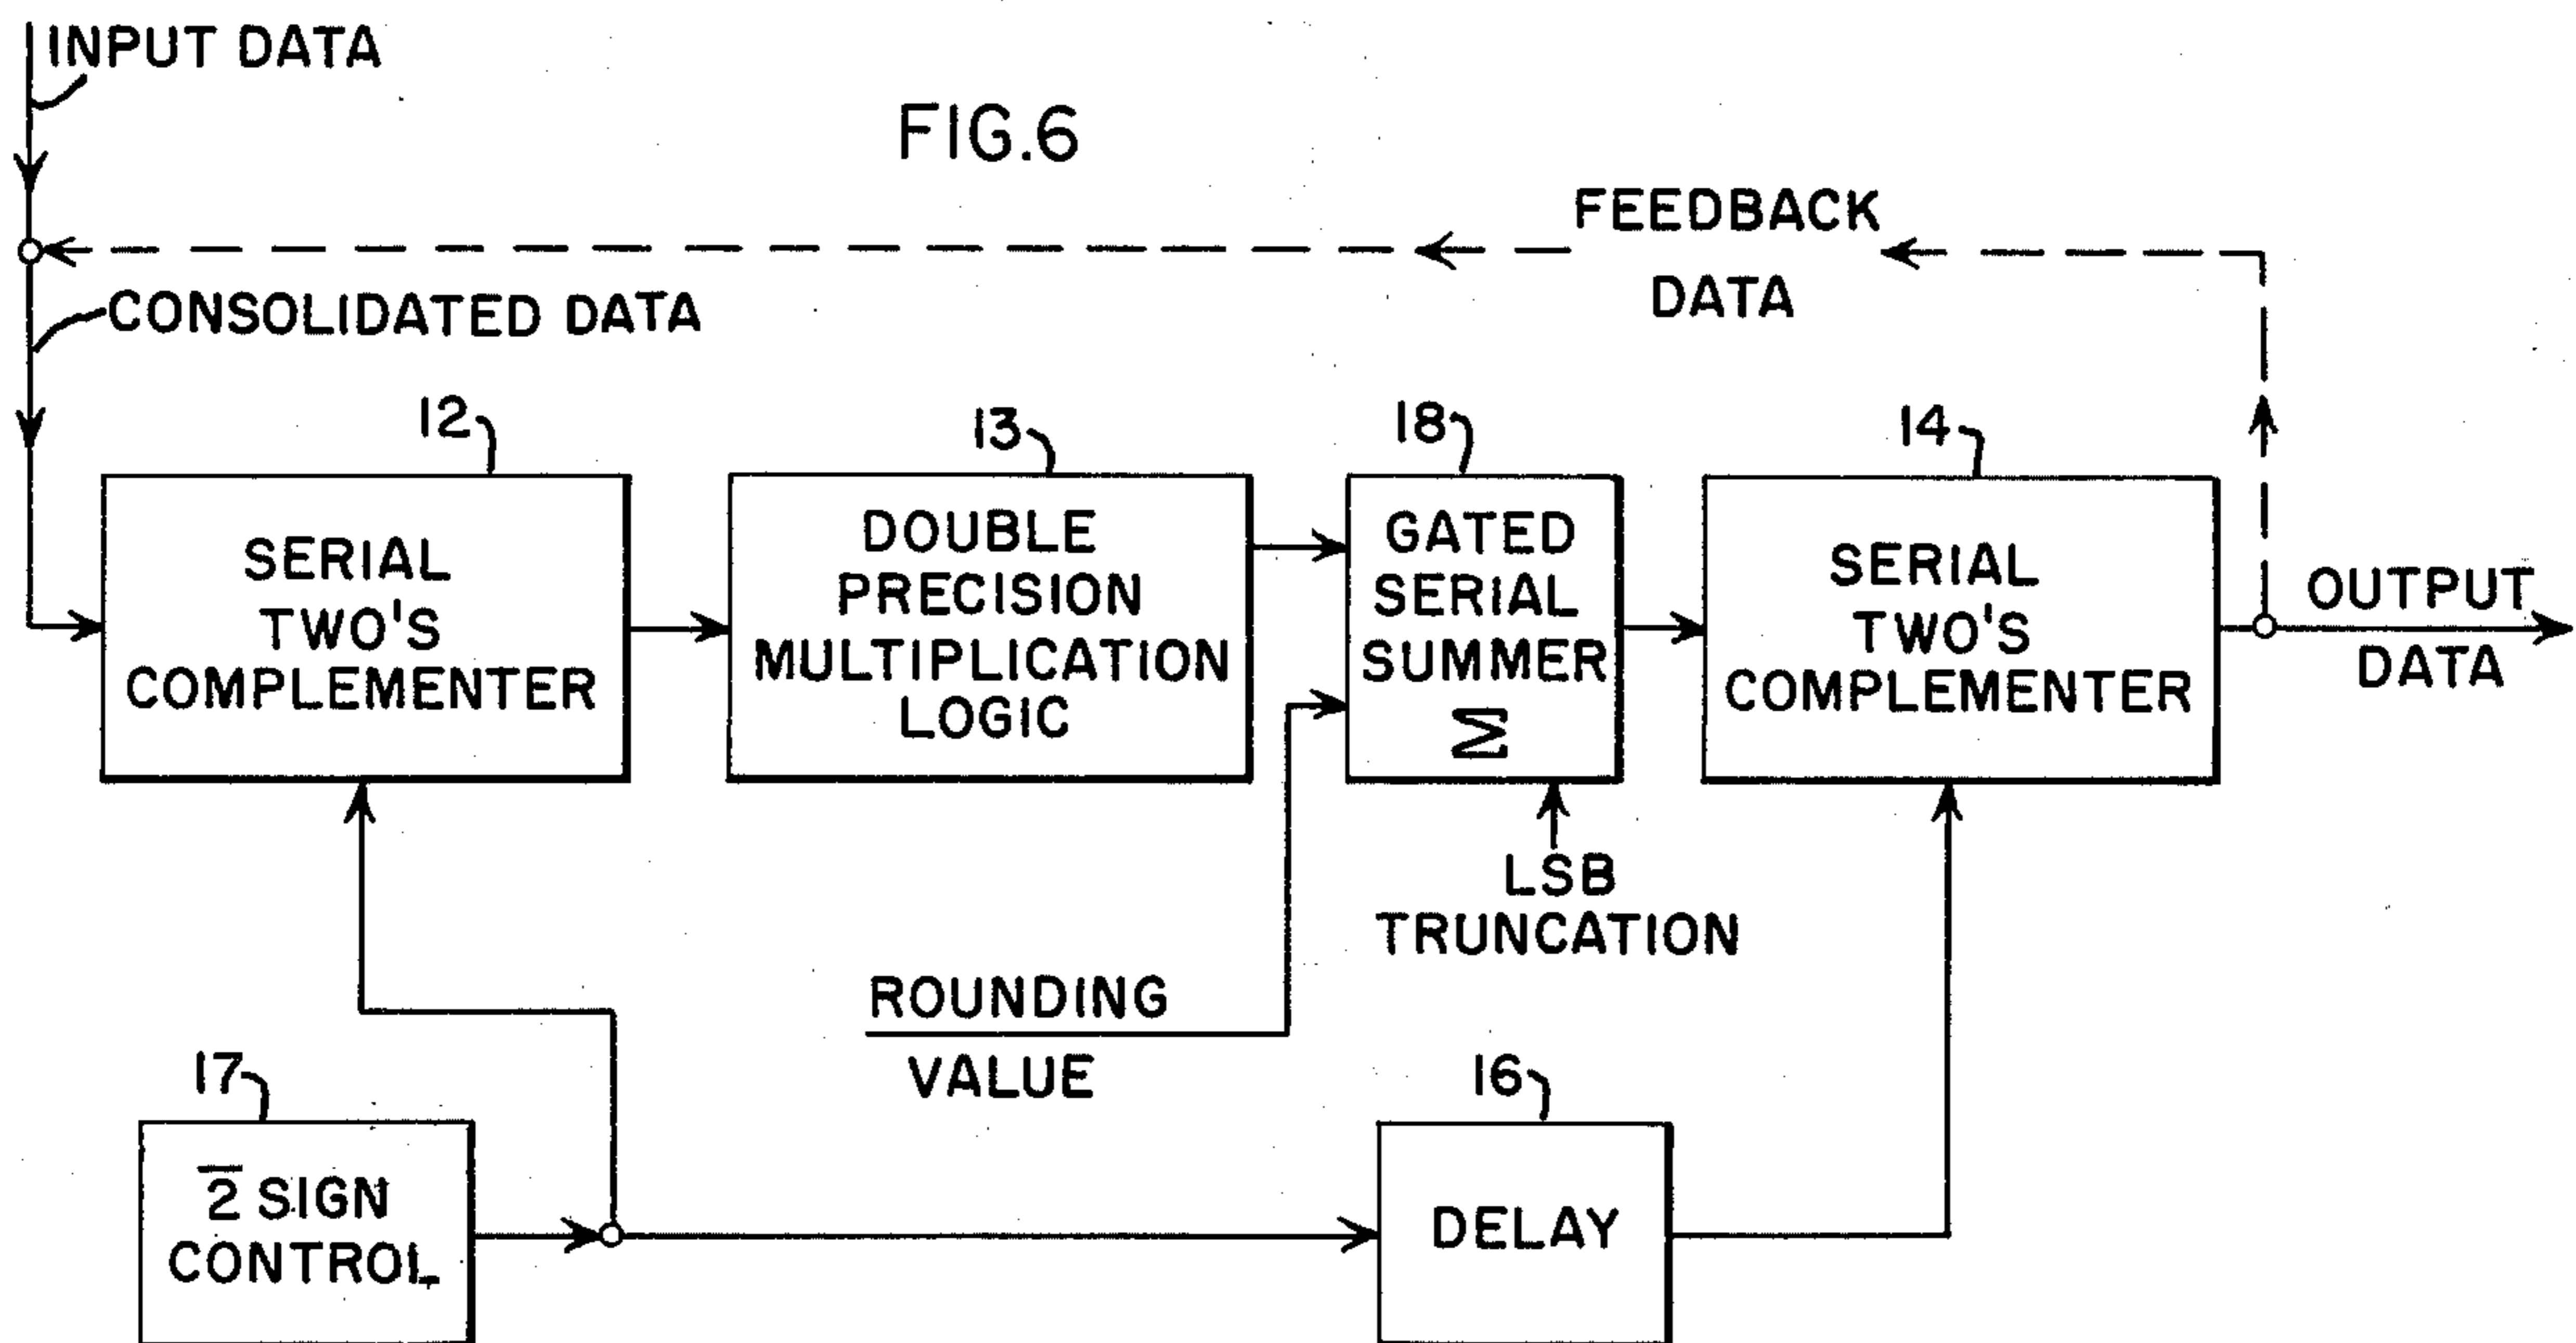 INPUT DATA
FIG.6
FEEDBACK
DATA
CONSOLIDATED DATA
12
13
18
14
SERIAL
TWO'S
COMPLEMENTER
DOUBLE
PRECISION
MULTIPLICATION
LOGIC
GATED
SERIAL
SUMMER
Σ
SERIAL
TWO'S
COMPLEMENTER
OUTPUT
DATA
LSB
TRUNCATION
ROUNDING
VALUE
17
16
2̅ SIGN
CONTROL
DELAY